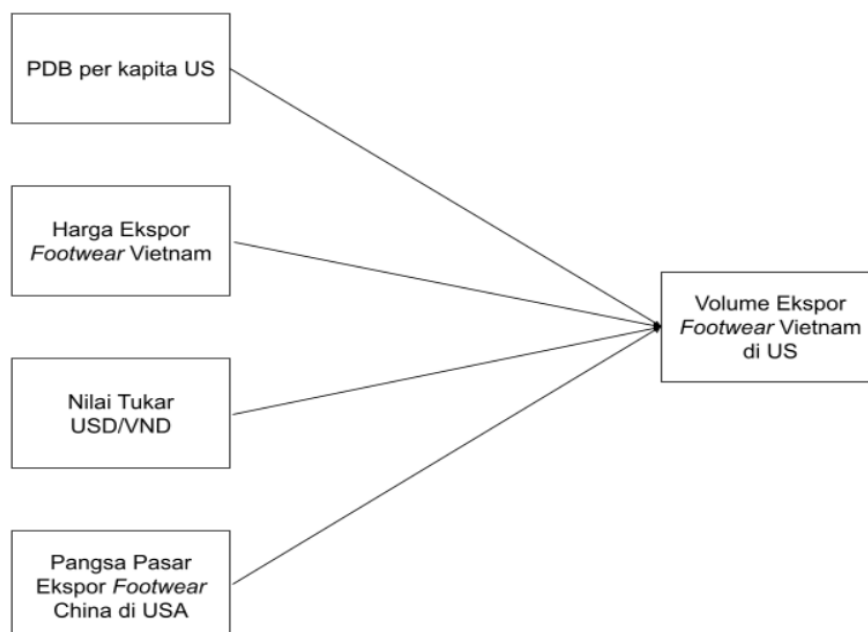 PDB per kapita US
Harga Ekspor
Footwear Vietnam
Nilai Tukar
USD/VND
Pangsa Pasar
Ekspor Footwear
China di USA
Volume Ekspor
Footwear Vietnam
di US